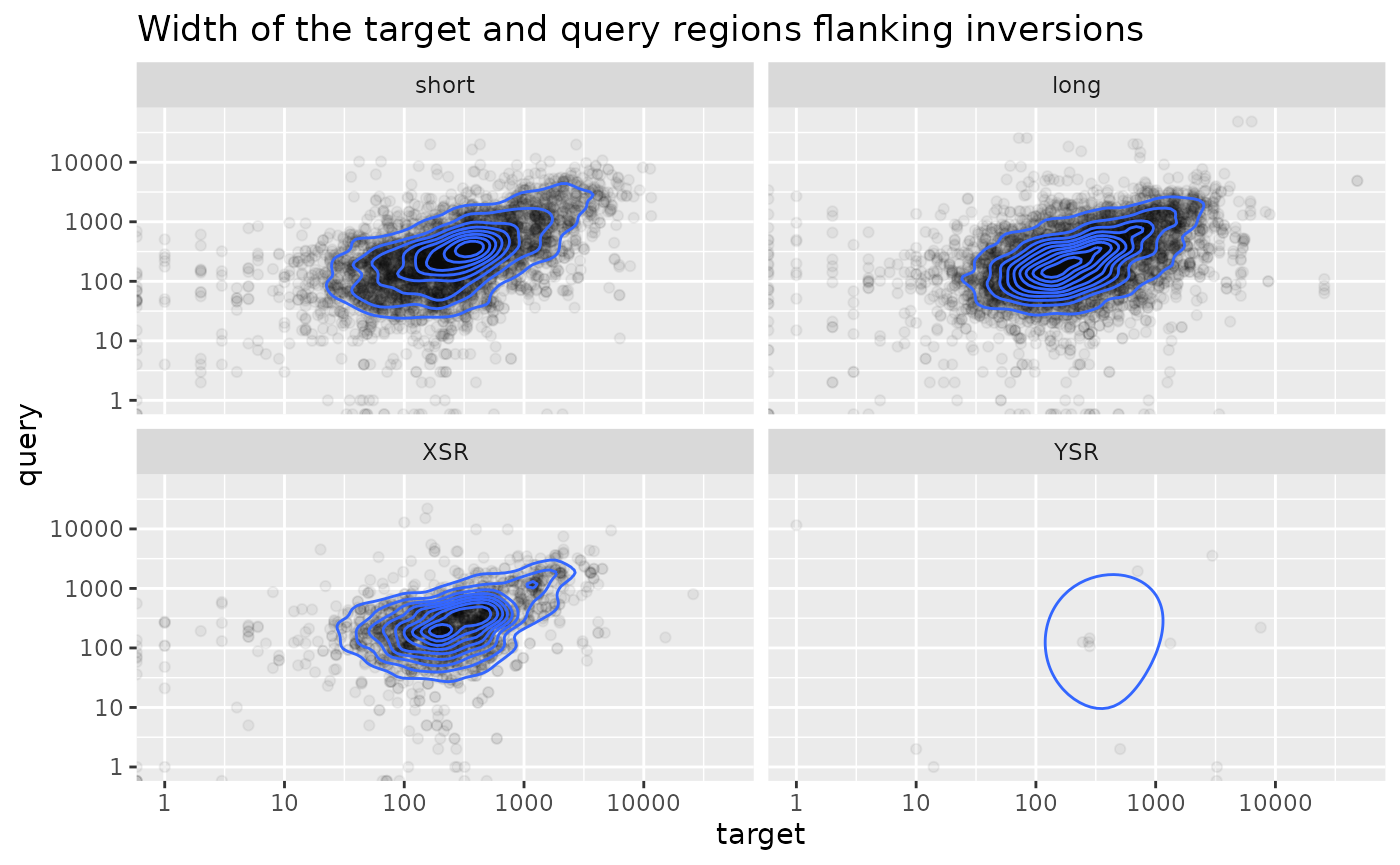 Width of the target and query regions flanking inversions
short
long
10000
1000
100
10
1
XSR
YSR
10000
1000
100
10
1
query
1 10 100 1000 10000
1 10 100 1000 10000
target